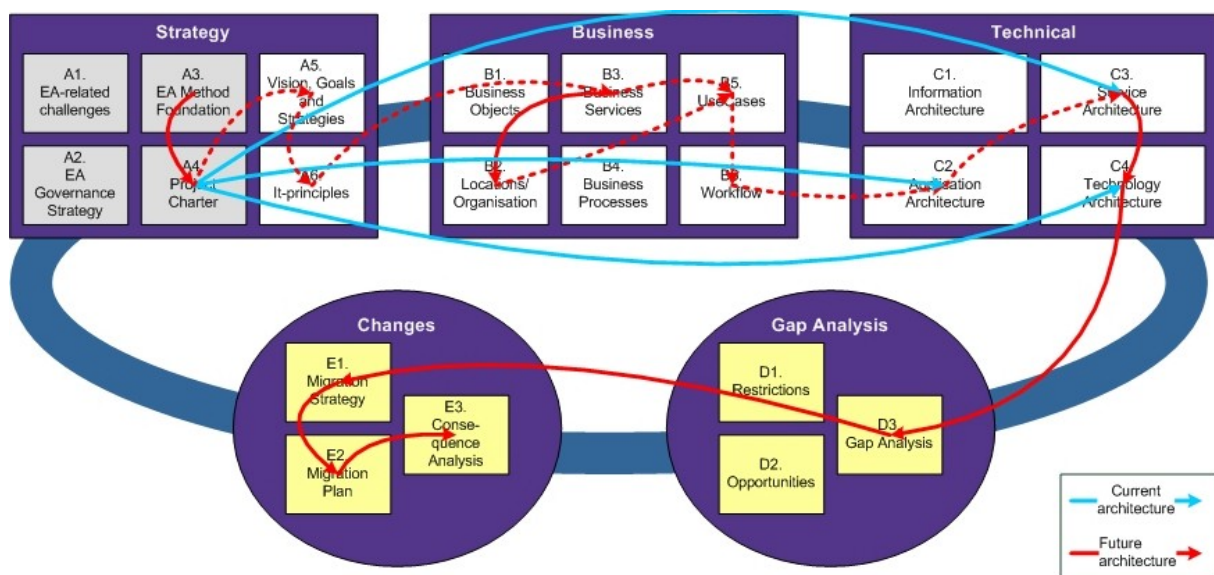 Strategy
A1.
EA-related
challenges
A3.
EA Method
Foundation
A5.
Vision, Goals
and
Strategies
A2.
EA
Governance
Strategy
A4.
Project
Charter
A6.
It-principles
Business
B1.
Business
Objects
B3.
Business
Services
B5.
UseCases
B2.
Locations/
Organisation
B4.
Business
Processes
B6.
Workflow
Technical
C1.
Information
Architecture
C3.
Service
Architecture
C2.
Application
Architecture
C4.
Technology
Architecture
Changes
E1.
Migration
Strategy
E3.
Conse-
quence
Analysis
E2.
Migration
Plan
Gap Analysis
D1.
Restrictions
D3.
Gap Analysis
D2.
Opportunities
Current
architecture
Future
architecture